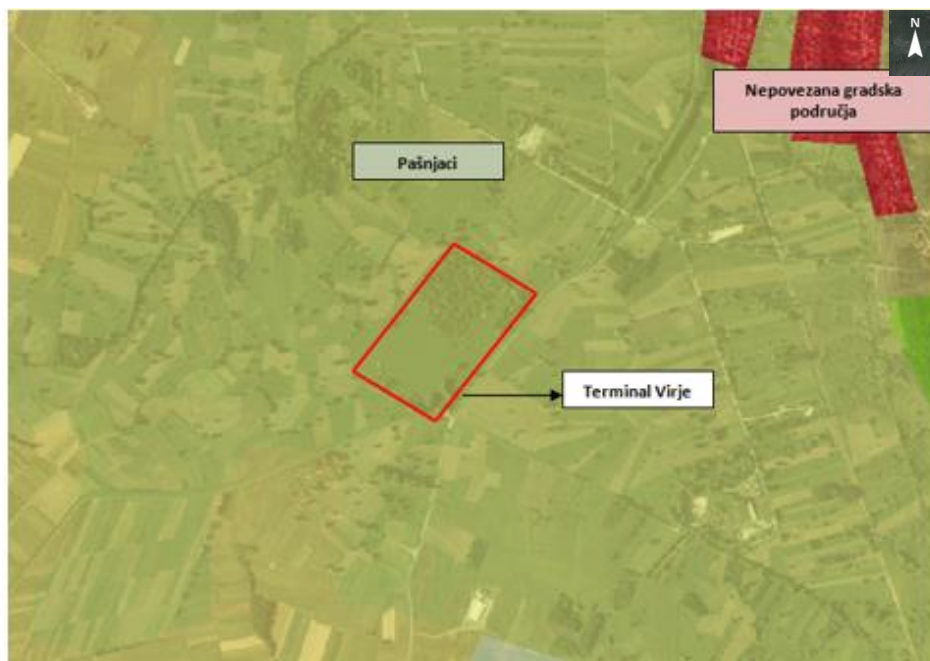 N
Nepovezana gradska
područja
Pašnjaci
Terminal Virje